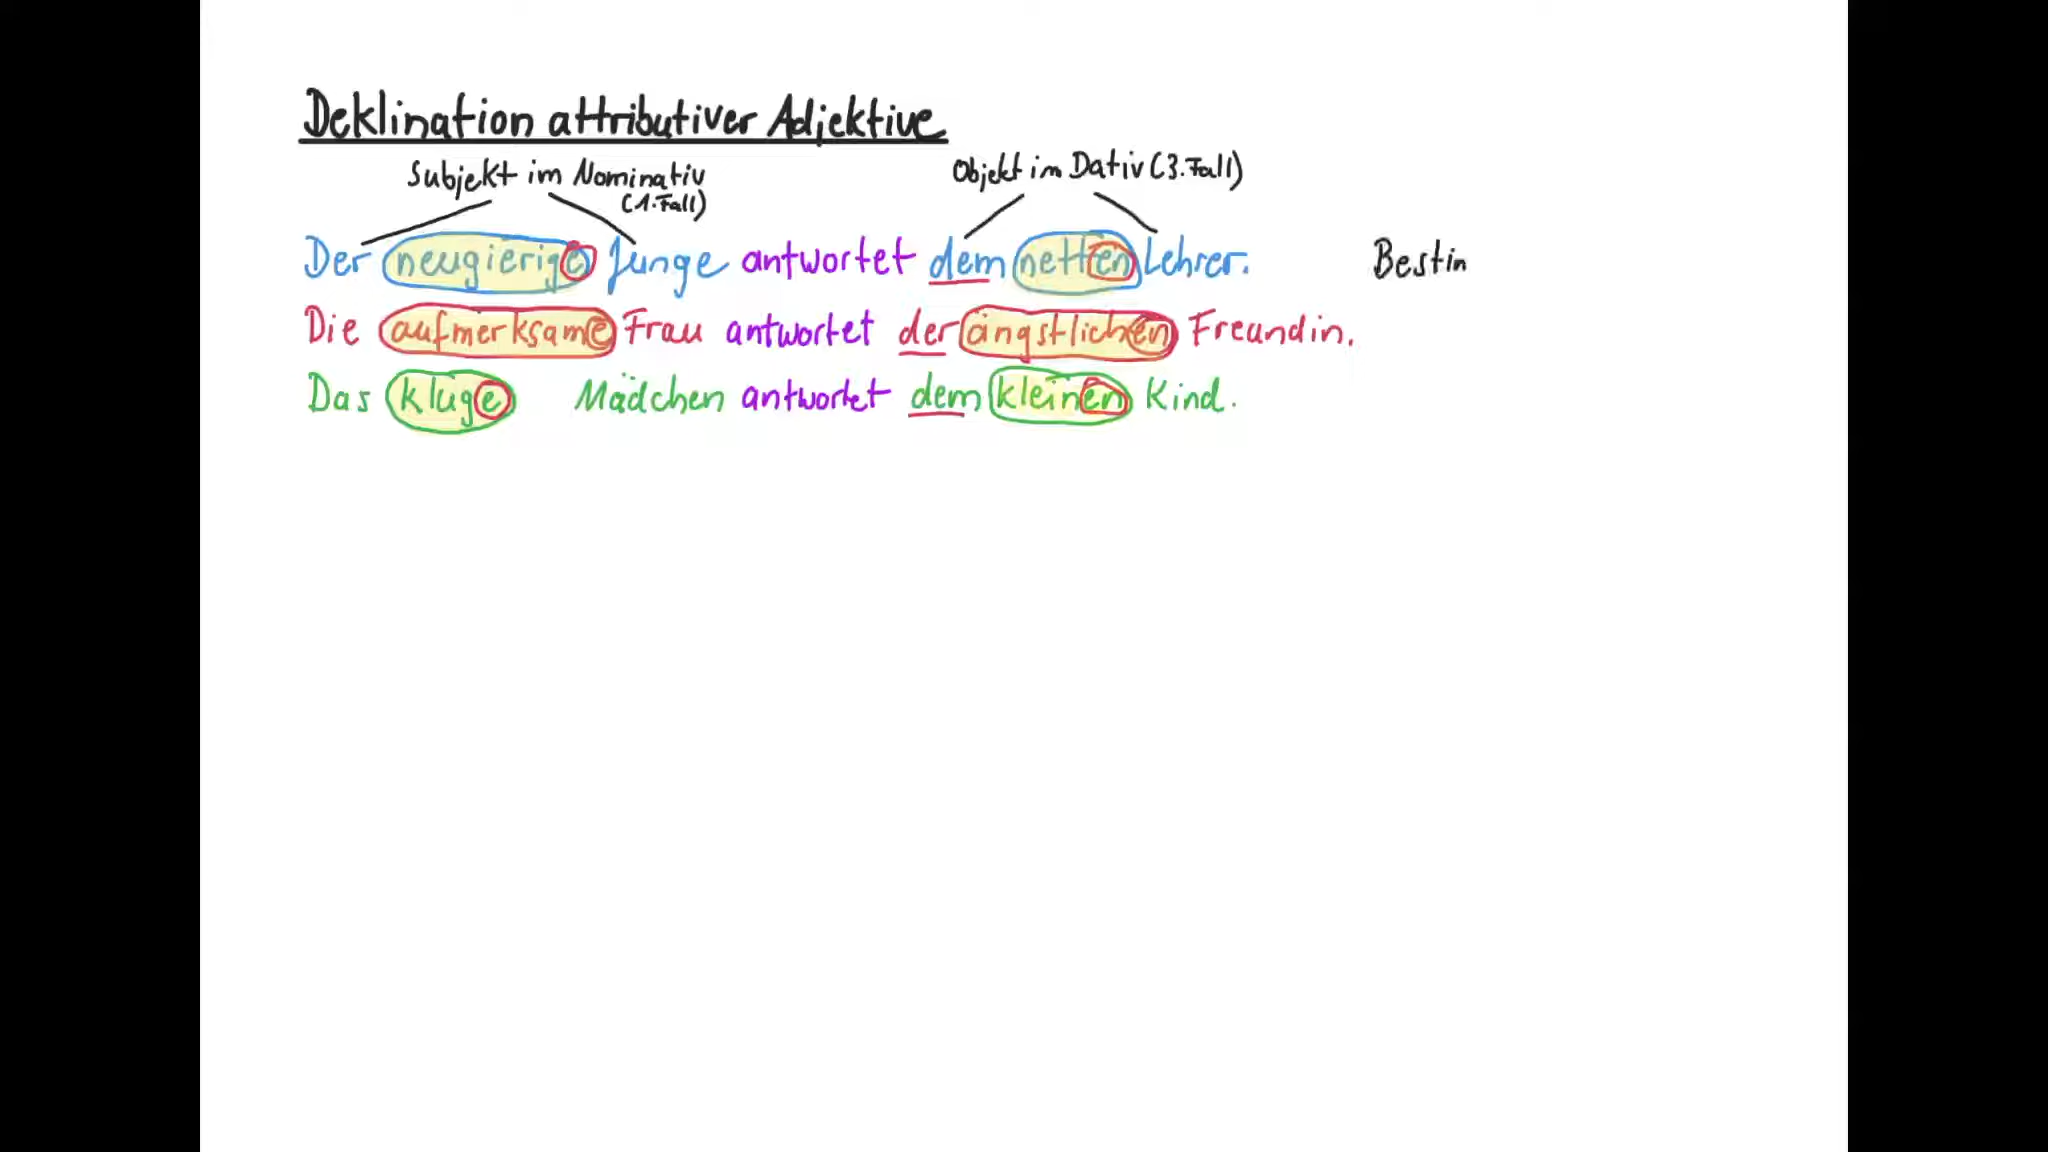 Deklination attributiver Adjektive
Subjekt im Nominativ
(1. Fall)
Objekt im Dativ (3. Fall)
Der neugierige Junge antwortet dem netten Lehrer.
Bestin
Die aufmerksame Frau antwortet der ängstlichen Freundin.
Das kluge Mädchen antwortet dem kleinen Kind.